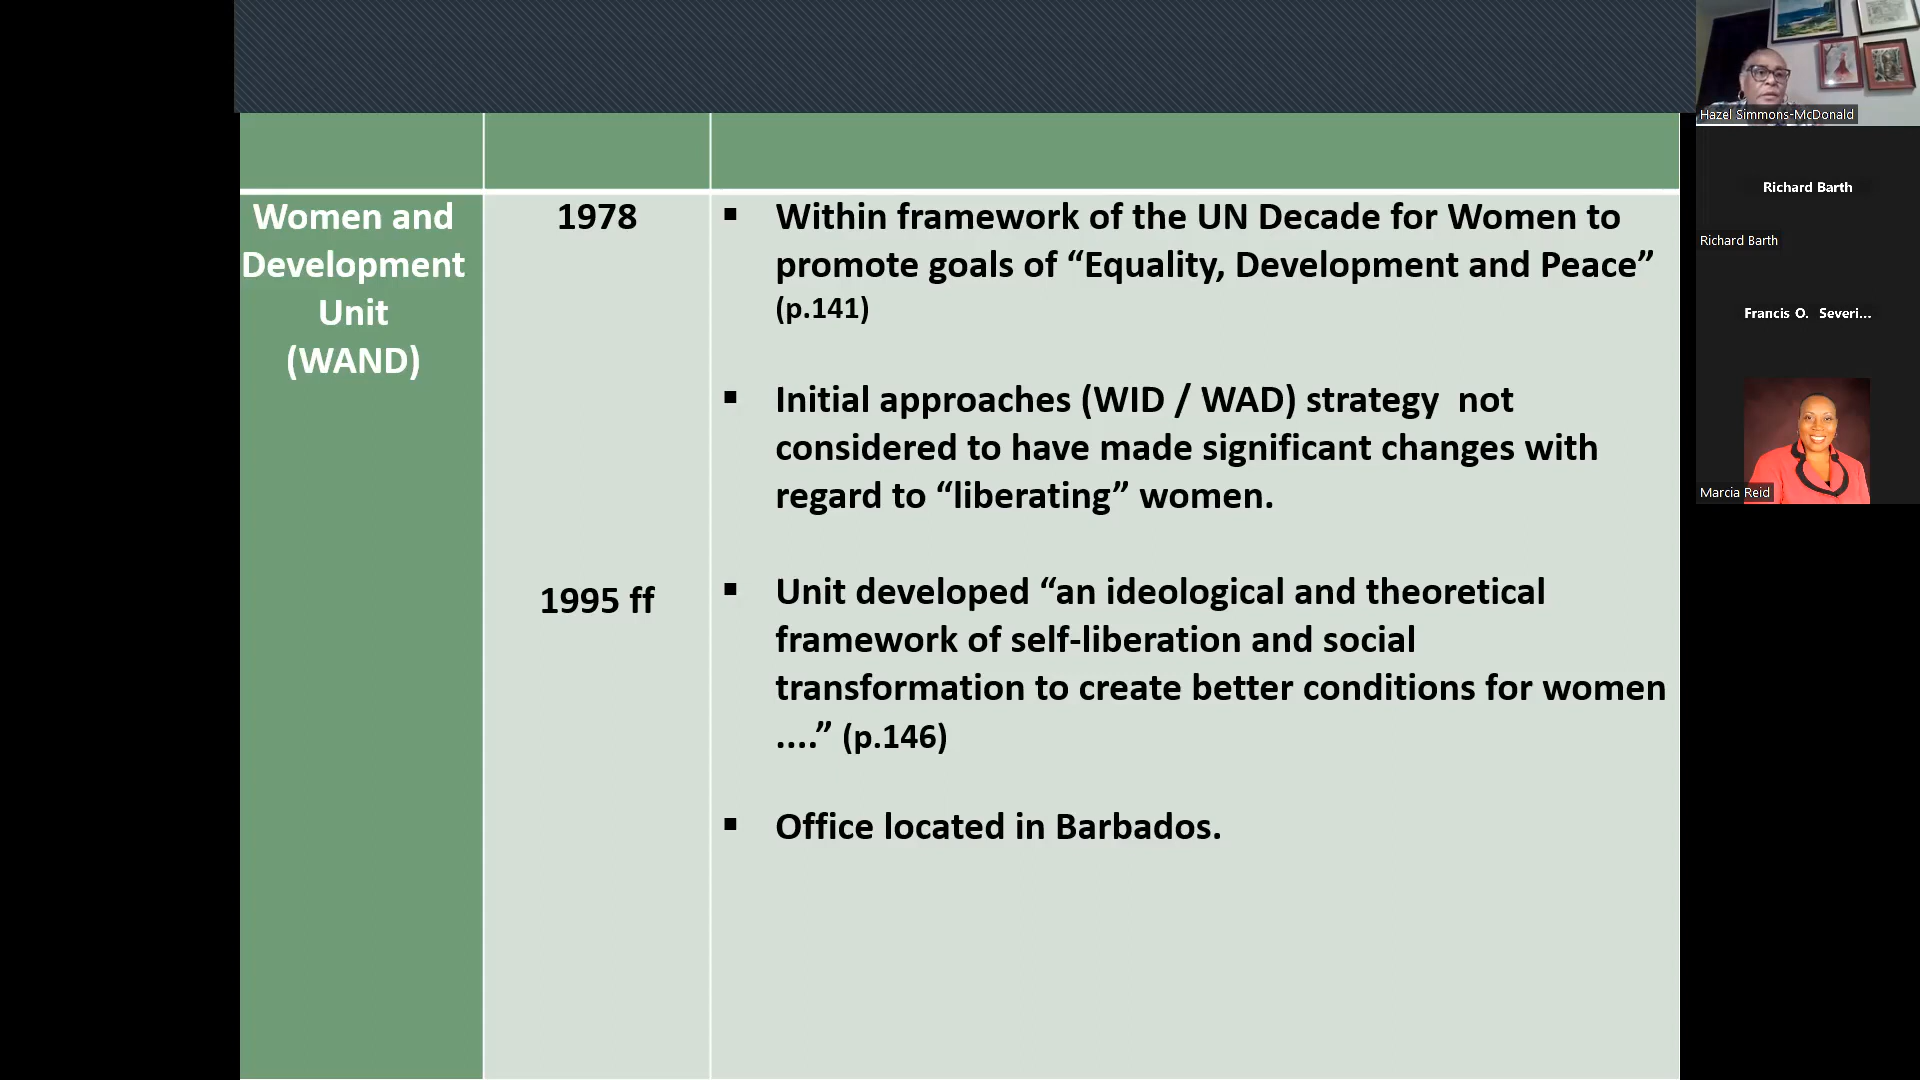 Women and
Development
Unit
(WAND)
1978
▪ Within framework of the UN Decade for Women to
promote goals of “Equality, Development and Peace”
(p.141)
▪ Initial approaches (WID / WAD) strategy  not
considered to have made significant changes with
regard to “liberating” women.
1995 ff
▪ Unit developed “an ideological and theoretical
framework of self-liberation and social
transformation to create better conditions for women
....” (p.146)
▪ Office located in Barbados.
Hazel Simmons-McDonald
Richard Barth
Richard Barth
Francis O. Severi...
Marcia Reid